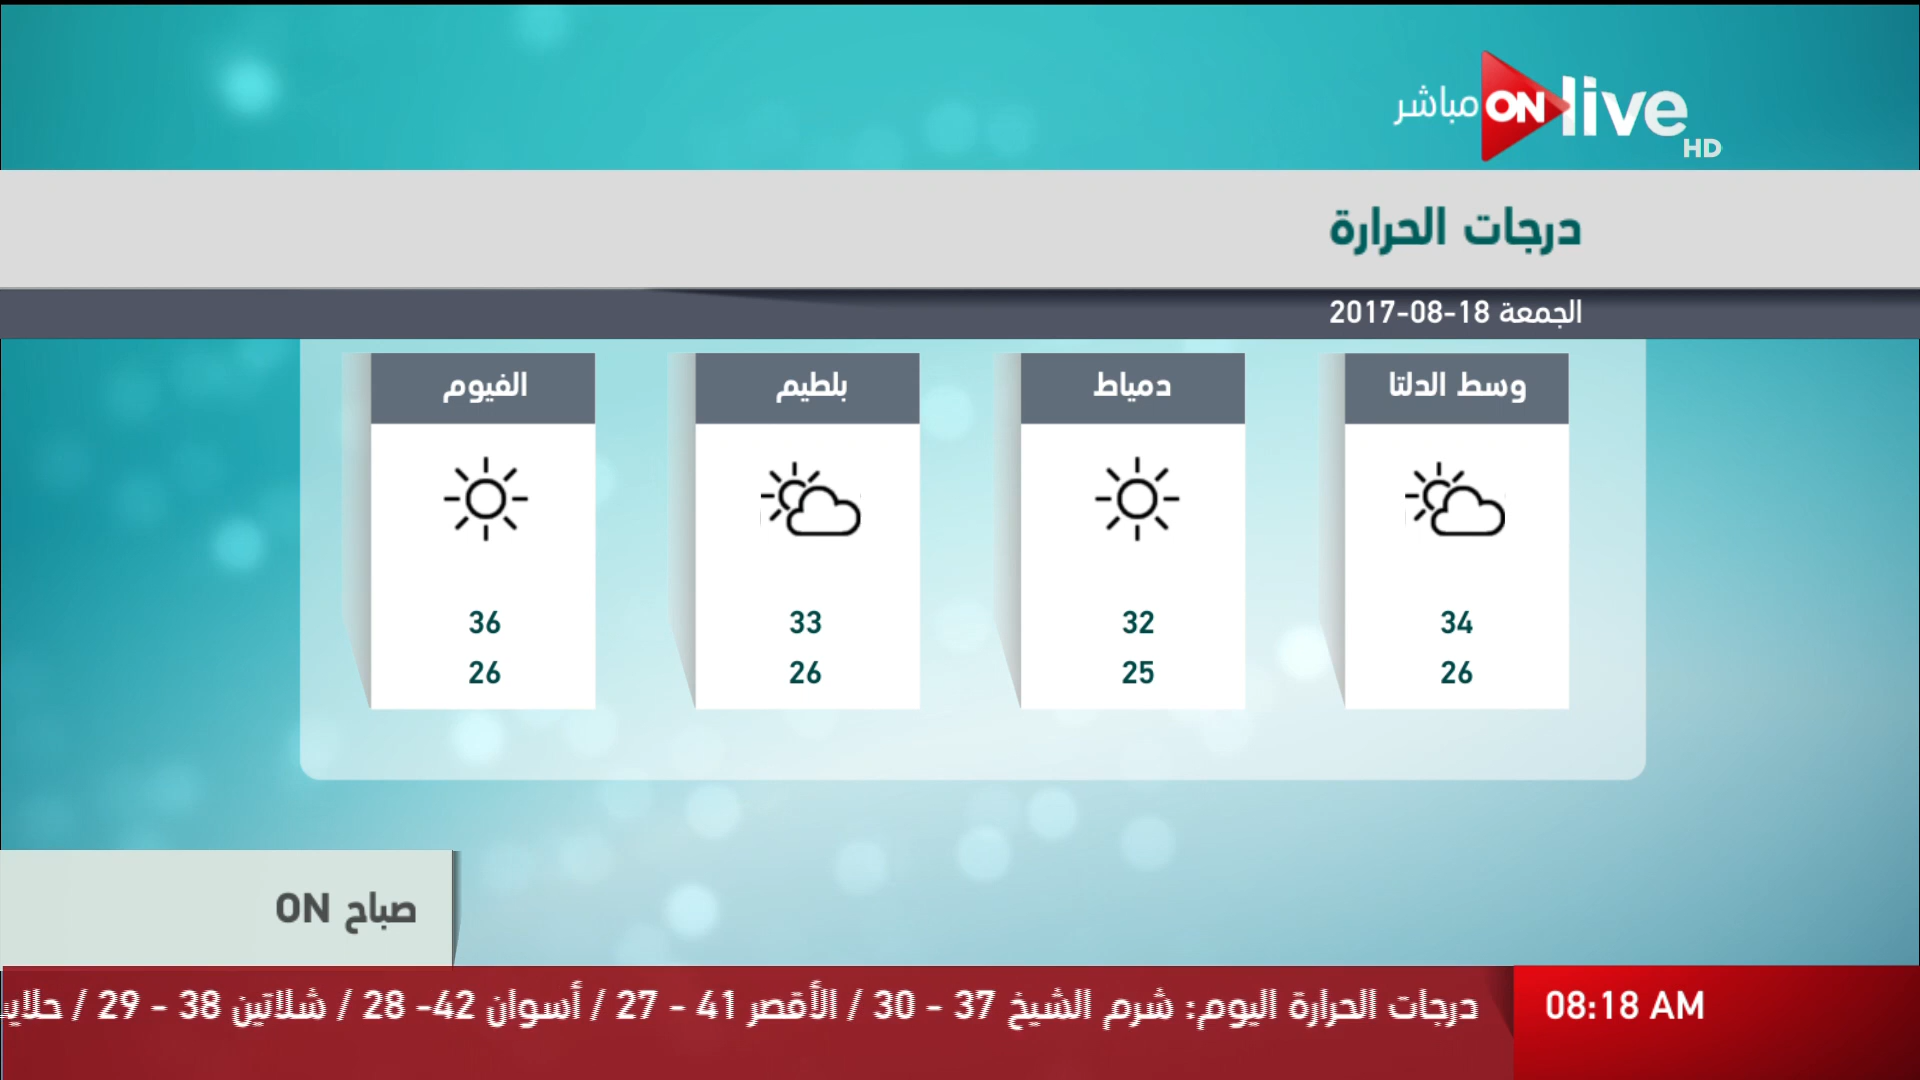 مباشر ON live
HD
درجات الحرارة
الجمعة 18-08-2017
وسط الدلتا
34
26
دمياط
32
25
بلطيم
33
26
الفيوم
36
26
صباح ON
08:18 AM
درجات الحرارة اليوم: شرم الشيخ 37 - 30 / الأقصر 41 - 27 / أسوان 42- 28 / شلاتين 38 - 29 /